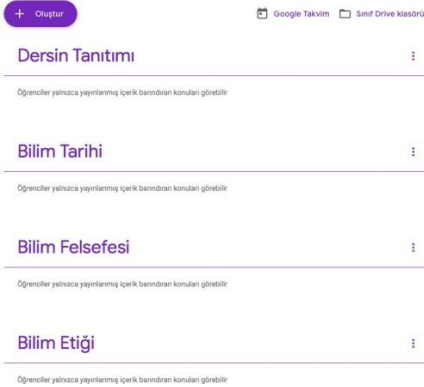 + Oluştur
Google Takvim Sınıf Drive klasörü
Dersin Tanıtımı
Öğrenciler yalnızca yayınlanmış içerik barındıran konuları görebilir
Bilim Tarihi
Öğrenciler yalnızca yayınlanmış içerik barındıran konuları görebilir
Bilim Felsefesi
Öğrenciler yalnızca yayınlanmış içerik barındıran konuları görebilir
Bilim Etiği
Öğrenciler yalnızca yayınlanmış içerik barındıran konuları görebilir